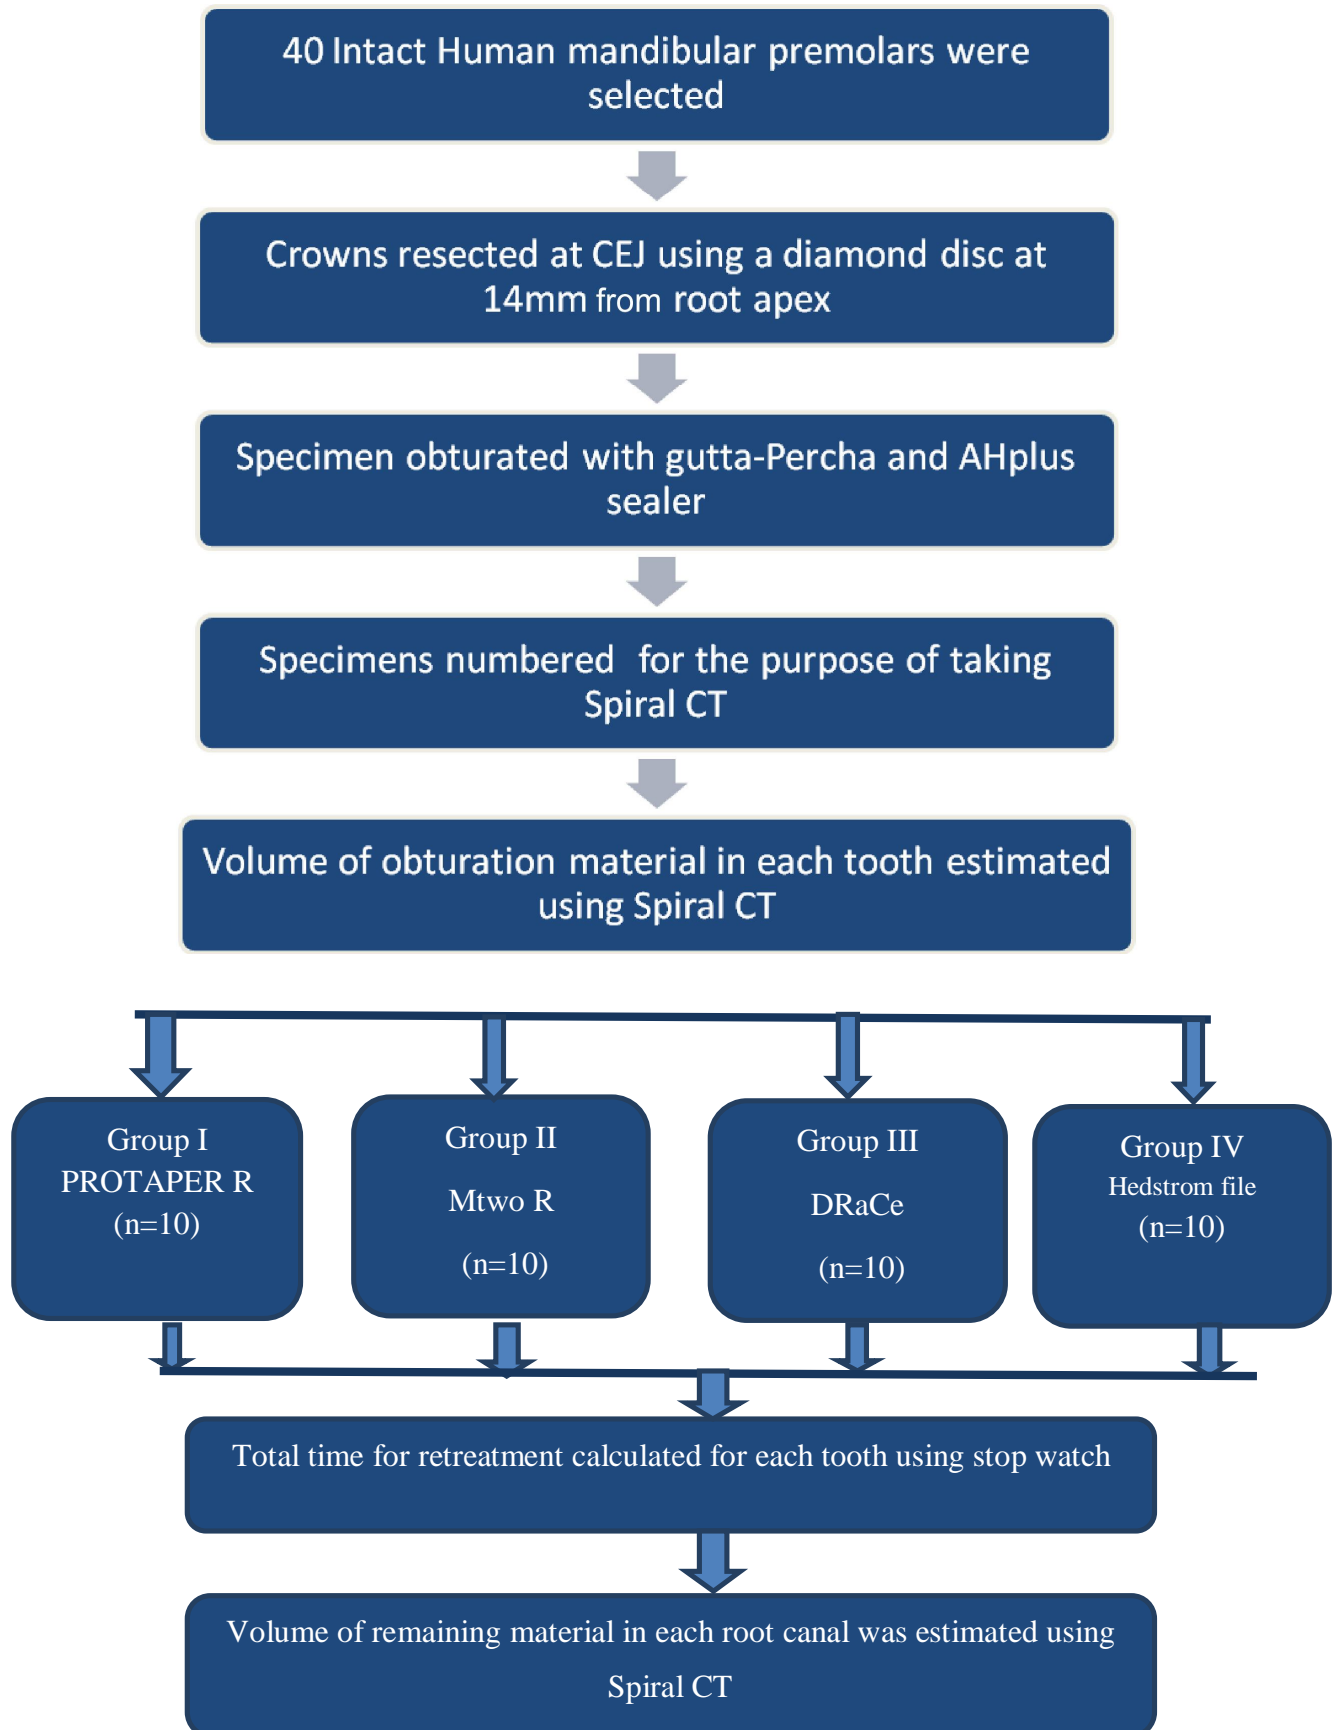 40 Intact Human mandibular premolars were
selected
Crowns resected at CEJ using a diamond disc at
14mm from root apex
Specimen obturated with gutta-Percha and AHplus
sealer
Specimens numbered for the purpose of taking
Spiral CT
Volume of obturation material in each tooth estimated
using Spiral CT
Group I
PROTAPER R
(n=10)
Group II
Mtwo R
(n=10)
Group III
DRaCe
(n=10)
Group IV
Hedstrom file
(n=10)
Total time for retreatment calculated for each tooth using stop watch
Volume of remaining material in each root canal was estimated using
Spiral CT